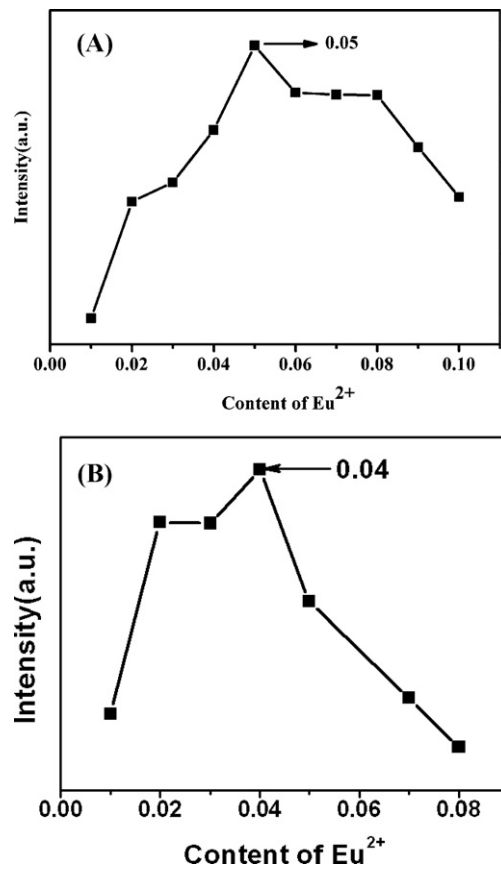 (A)
0.05
Intensity(a.u.)
0.00 0.02 0.04 0.06 0.08 0.10
Content of Eu²⁺
(B)
0.04
Intensity(a.u.)
0.00 0.02 0.04 0.06 0.08
Content of Eu²⁺